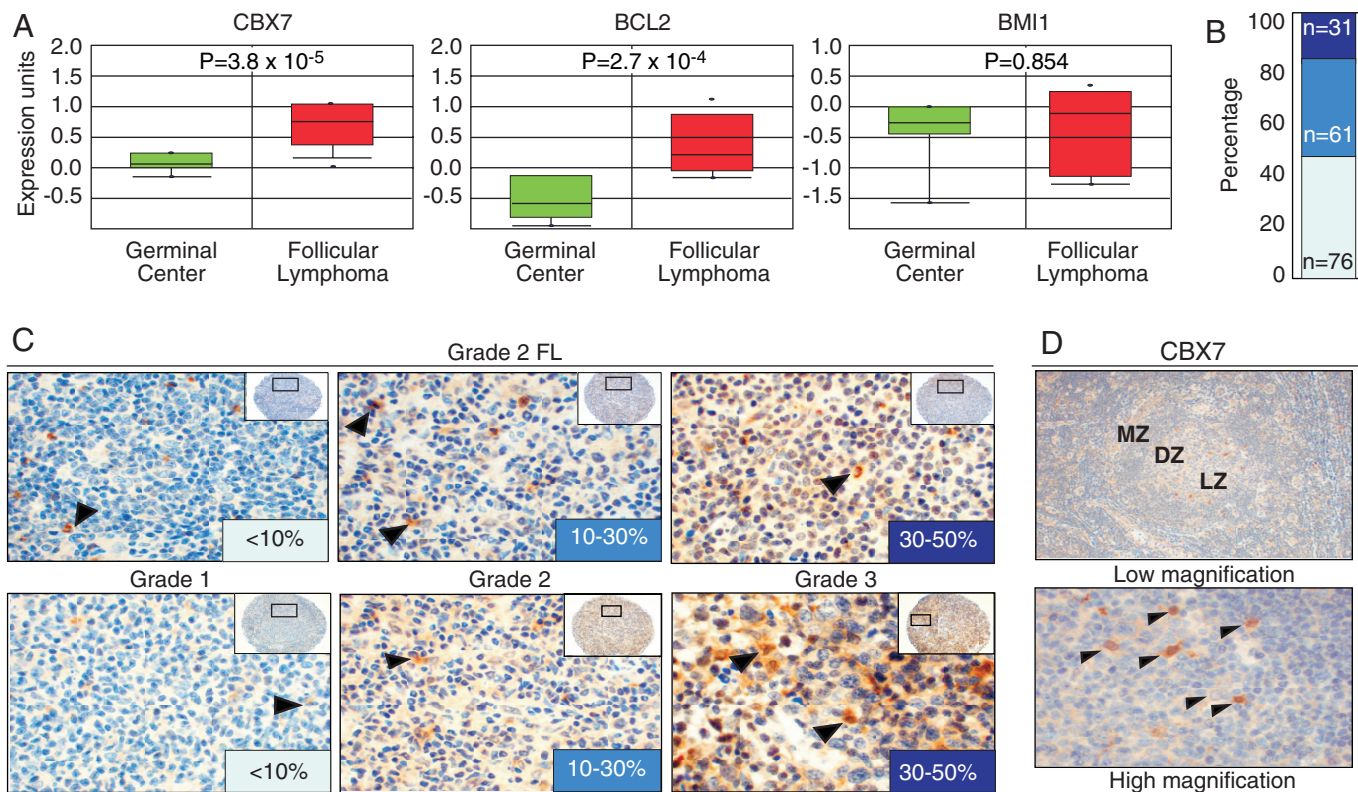 A
CBX7
BCL2
BMI1
Expression units
2.0
1.5
1.0
0.5
0.0
-0.5
P=3.8 x 10-5
Germinal Center
Follicular Lymphoma
2.0
1.5
1.0
0.5
0.0
-0.5
P=2.7 x 10-4
Germinal Center
Follicular Lymphoma
1.0
0.5
0.0
-0.5
-1.0
-1.5
P=0.854
Germinal Center
Follicular Lymphoma
B
Percentage
100
80
60
40
20
0
n=31
n=61
n=76
C
Grade 2 FL
<10%
10-30%
30-50%
Grade 1
Grade 2
Grade 3
<10%
10-30%
30-50%
D
CBX7
MZ
DZ
LZ
Low magnification
High magnification